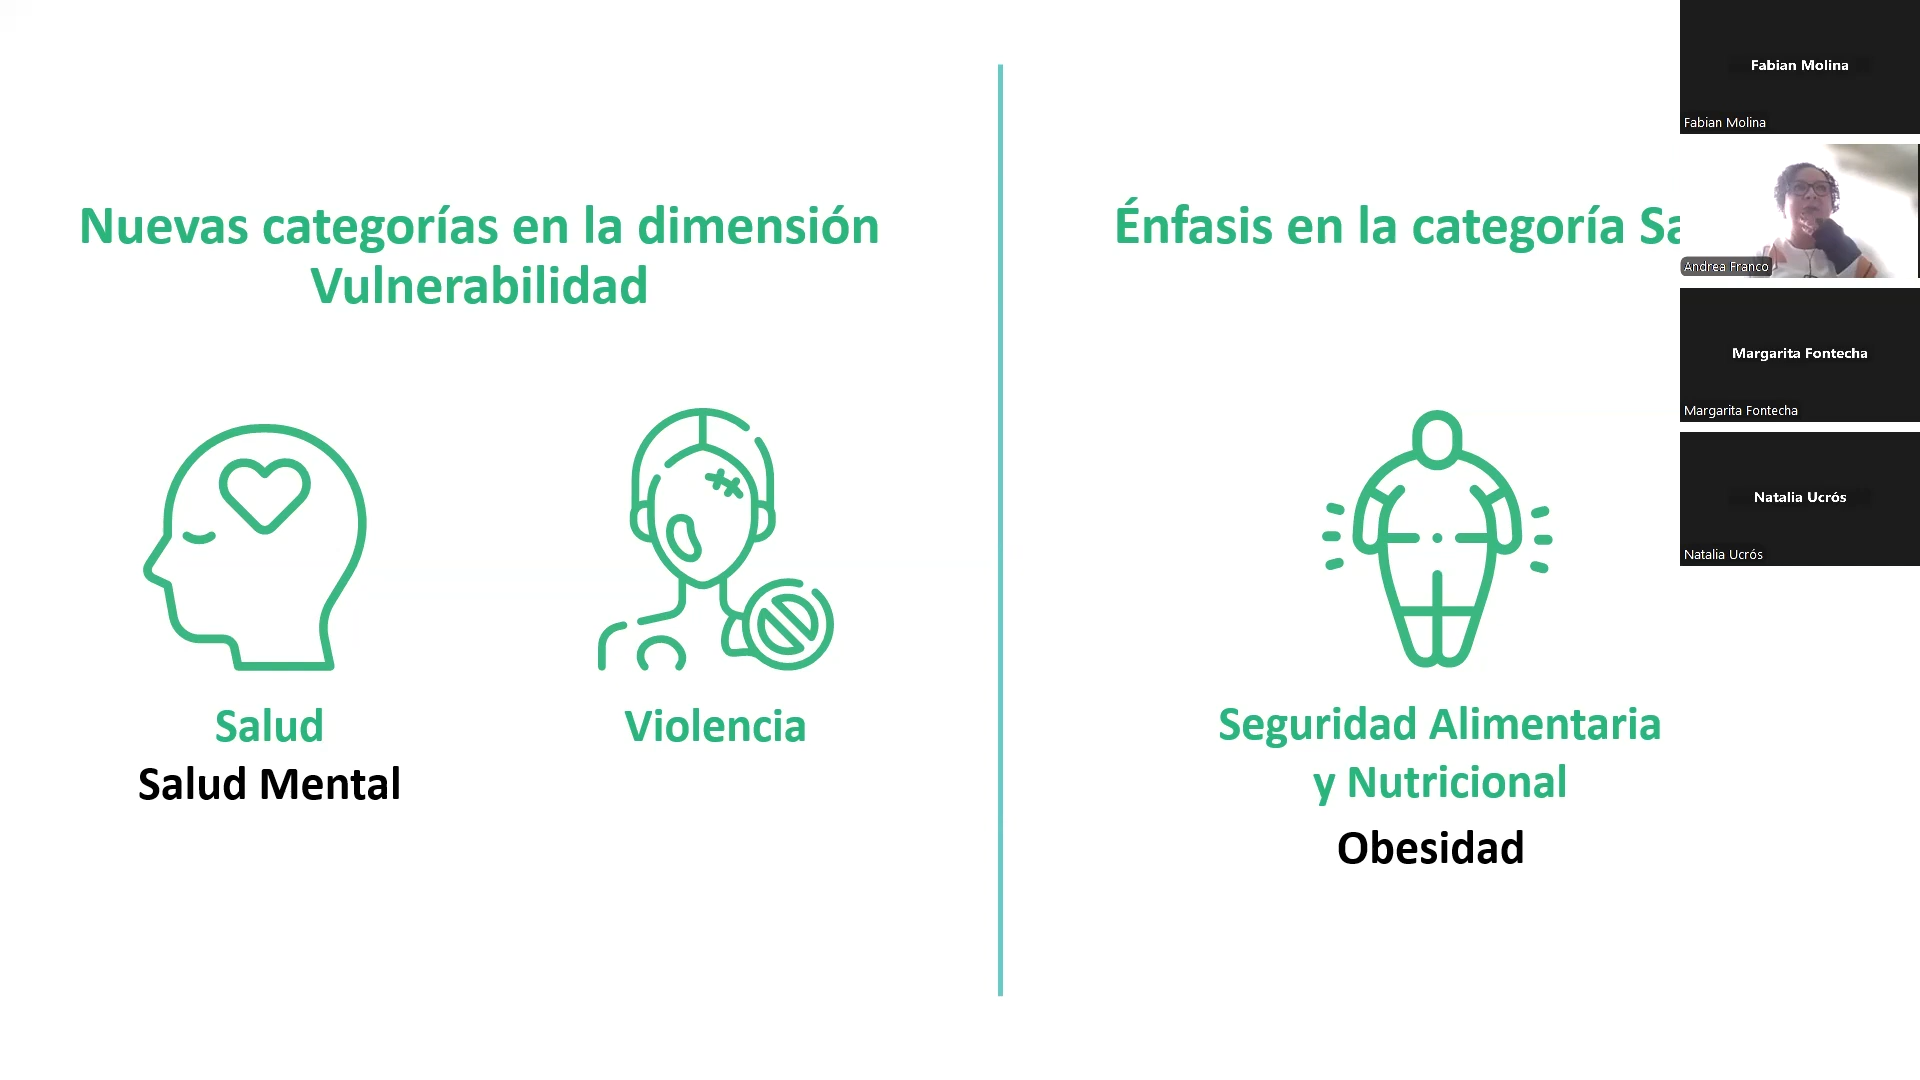 Nuevas categorías en la dimensión
Vulnerabilidad
Salud
Salud Mental
Violencia
Énfasis en la categoría
Seguridad Alimentaria
y Nutricional
Obesidad
Fabian Molina
Fabian Molina
Andrea Franco
Margarita Fontecha
Margarita Fontecha
Natalia Ucrós
Natalia Ucrós